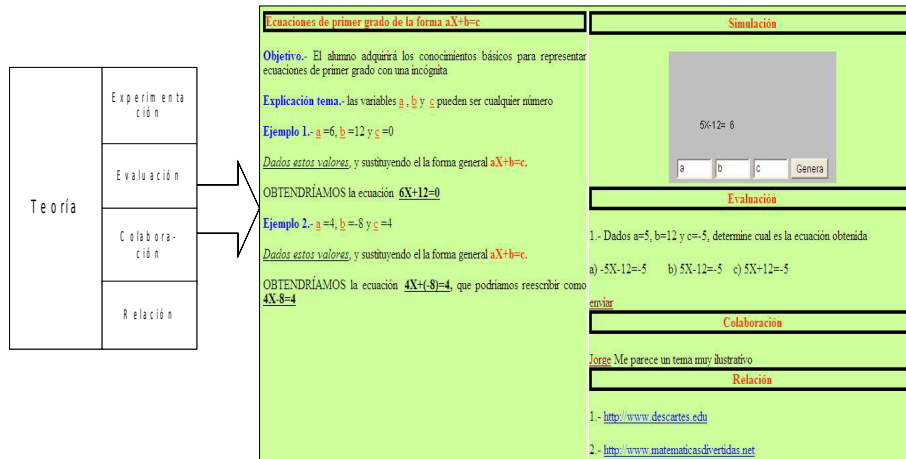 Teoría
Experimenta
ción
Evaluación
Colabora-
ción
Relación
Ecuaciones de primer grado de la forma aX+b=c
Objetivo.- El alumno adquirirá los conocimientos básicos para representar
ecuaciones de primer grado con una incógnita
Explicación tema.- las variables a , b y c pueden ser cualquier número
Ejemplo 1.- a =6, b =12 y c =0
Dados estos valores, y sustituyendo el la forma general aX+b=c.
OBTENDRÍAMOS la ecuación 6X+12=0
Ejemplo 2.- a =4, b =-8 y c =4
Dados estos valores, y sustituyendo el la forma general aX+b=c.
OBTENDRÍAMOS la ecuación 4X+(-8)=4, que podriamos reescribir como
4X-8=4
Simulación
5X-12= 6
a b c Genera
Evaluación
1.- Dados a=5, b=12 y c=-5, determine cual es la ecuación obtenida
a) -5X-12=-5 b) 5X-12=-5 c) 5X+12=-5
enviar
Colaboración
Jorge Me parece un tema muy ilustrativo
Relación
1.- http://www.descartes.edu
2.- http://www.matematicasdivertidas.net